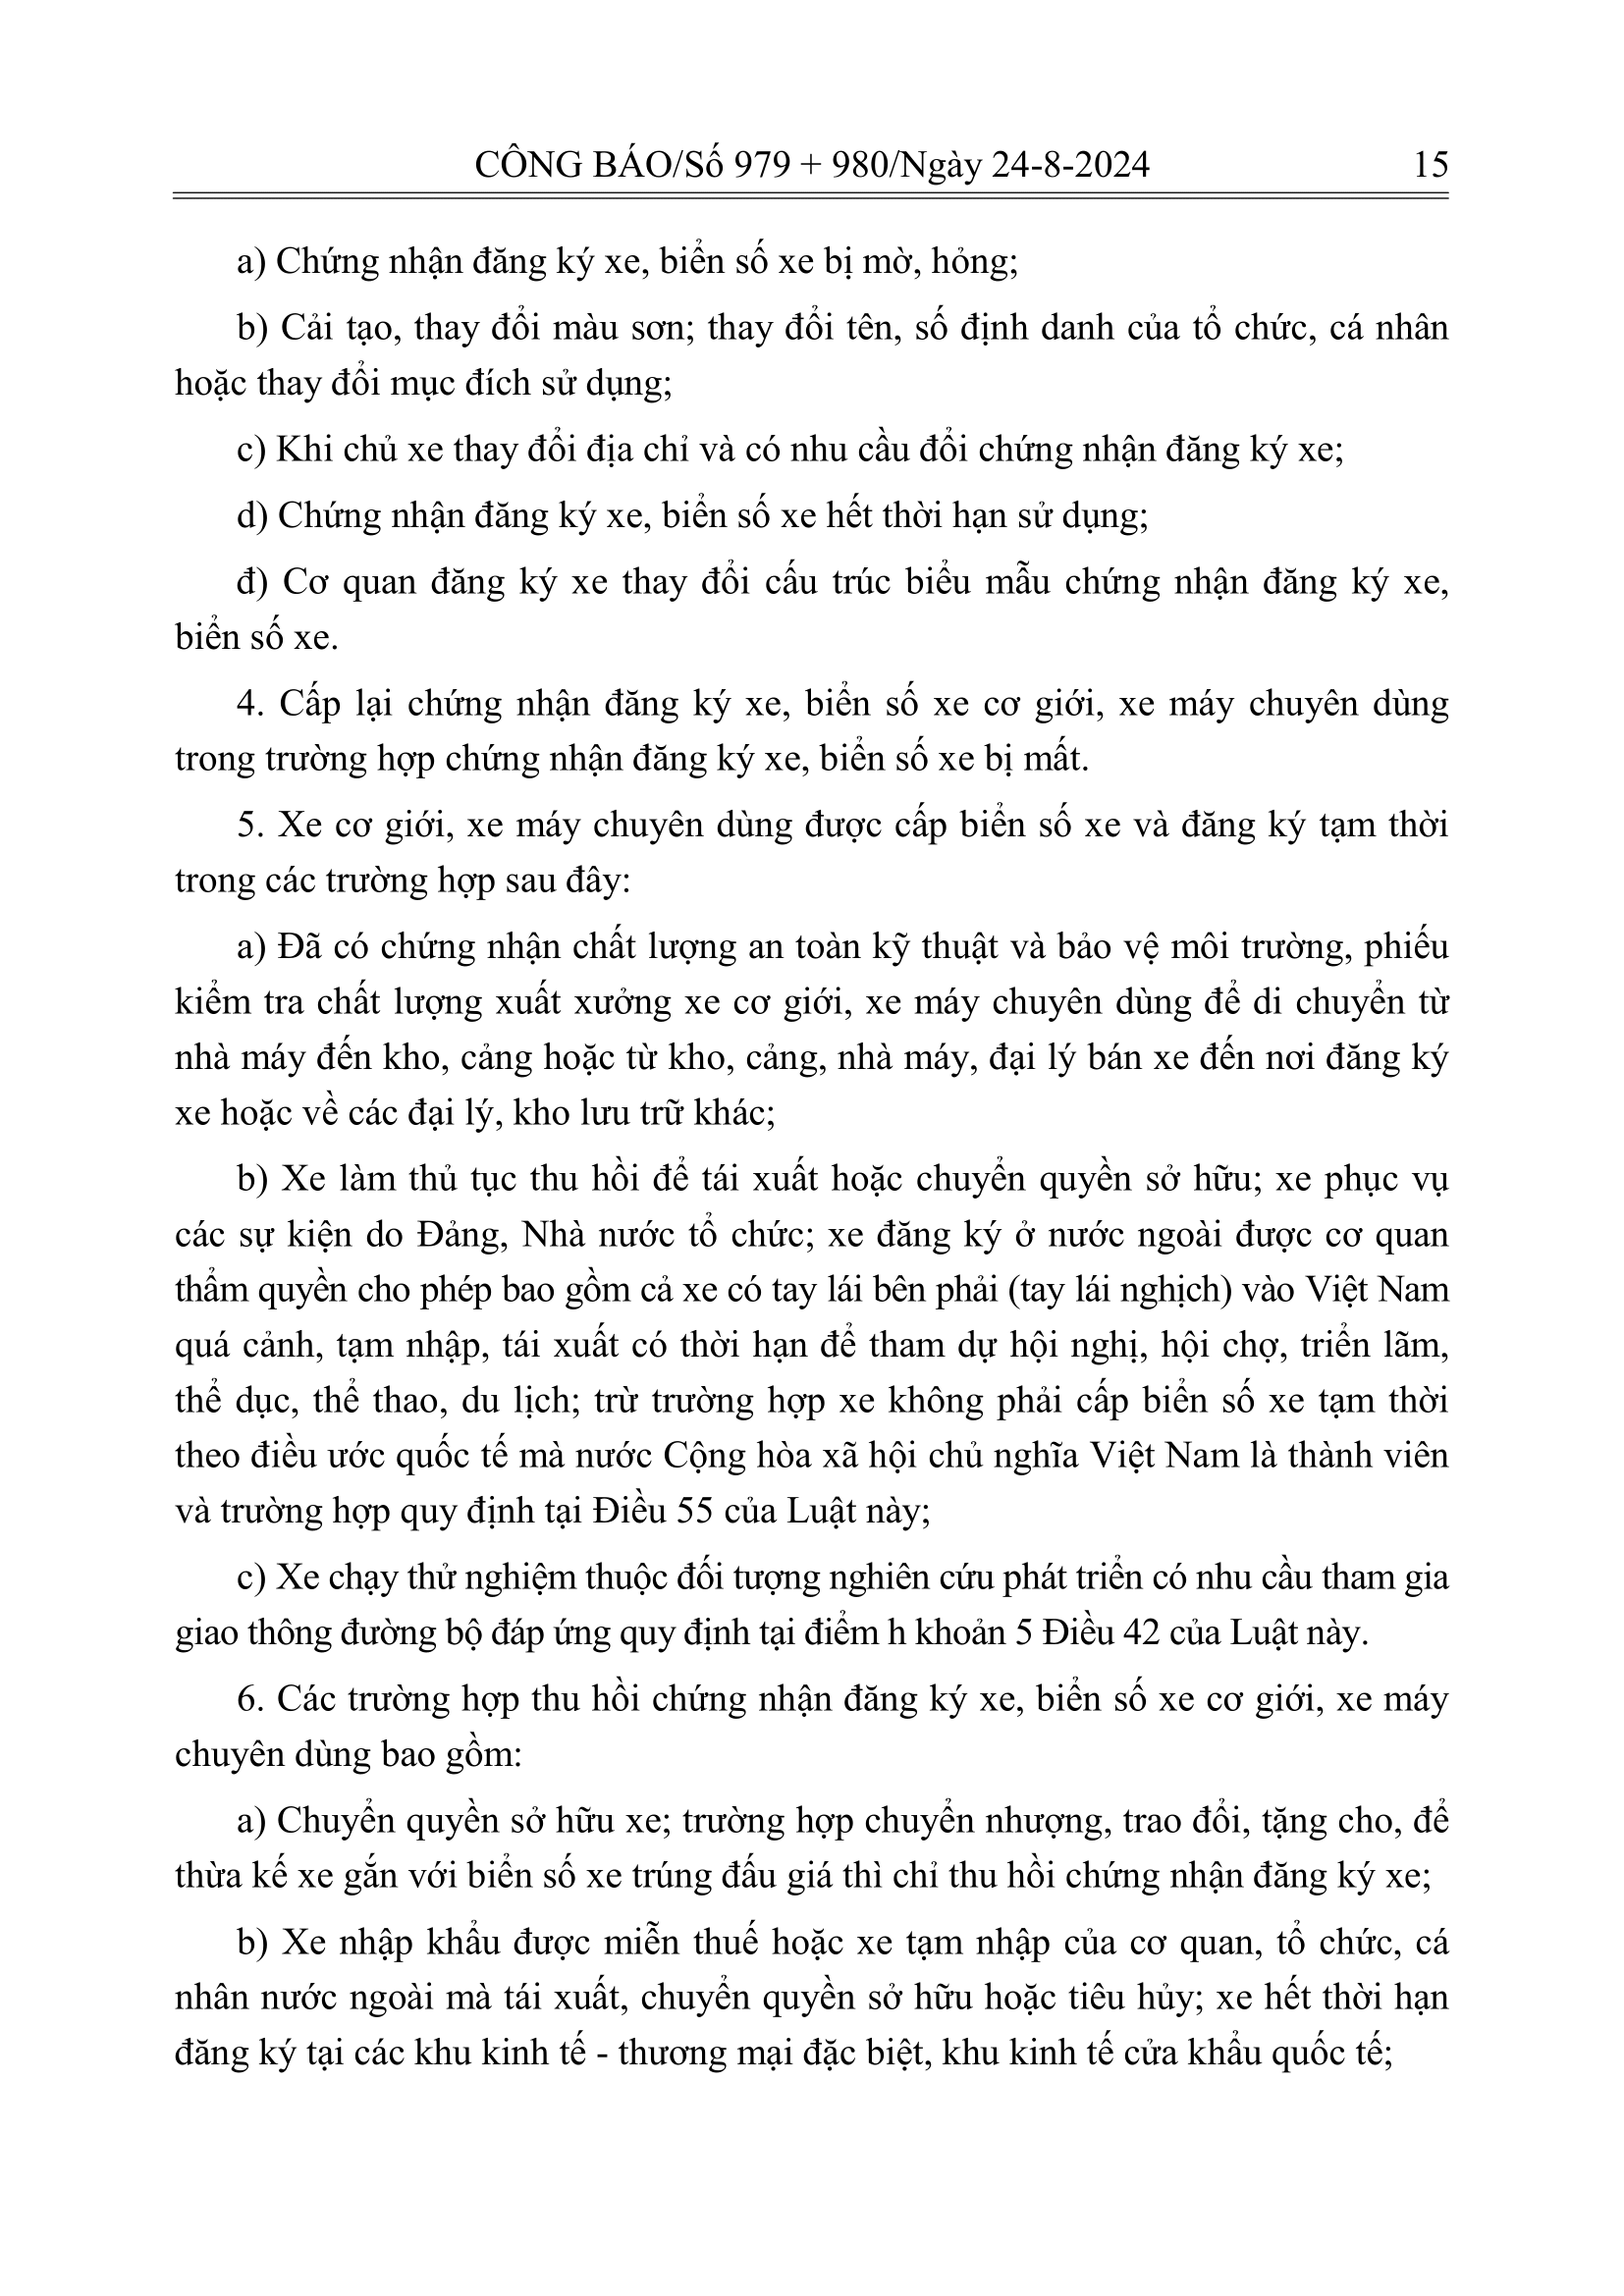 CÔNG BÁO/Số 979 + 980/Ngày 24-8-2024 15
a) Chứng nhận đăng ký xe, biển số xe bị mờ, hỏng;
b) Cải tạo, thay đổi màu sơn; thay đổi tên, số định danh của tổ chức, cá nhân
hoặc thay đổi mục đích sử dụng;
c) Khi chủ xe thay đổi địa chỉ và có nhu cầu đổi chứng nhận đăng ký xe;
d) Chứng nhận đăng ký xe, biển số xe hết thời hạn sử dụng;
đ) Cơ quan đăng ký xe thay đổi cấu trúc biểu mẫu chứng nhận đăng ký xe,
biển số xe.
4. Cấp lại chứng nhận đăng ký xe, biển số xe cơ giới, xe máy chuyên dùng
trong trường hợp chứng nhận đăng ký xe, biển số xe bị mất.
5. Xe cơ giới, xe máy chuyên dùng được cấp biển số xe và đăng ký tạm thời
trong các trường hợp sau đây:
a) Đã có chứng nhận chất lượng an toàn kỹ thuật và bảo vệ môi trường, phiếu
kiểm tra chất lượng xuất xưởng xe cơ giới, xe máy chuyên dùng để di chuyển từ
nhà máy đến kho, cảng hoặc từ kho, cảng, nhà máy, đại lý bán xe đến nơi đăng ký
xe hoặc về các đại lý, kho lưu trữ khác;
b) Xe làm thủ tục thu hồi để tái xuất hoặc chuyển quyền sở hữu; xe phục vụ
các sự kiện do Đảng, Nhà nước tổ chức; xe đăng ký ở nước ngoài được cơ quan
thẩm quyền cho phép bao gồm cả xe có tay lái bên phải (tay lái nghịch) vào Việt Nam
quá cảnh, tạm nhập, tái xuất có thời hạn để tham dự hội nghị, hội chợ, triển lãm,
thể dục, thể thao, du lịch; trừ trường hợp xe không phải cấp biển số xe tạm thời
theo điều ước quốc tế mà nước Cộng hòa xã hội chủ nghĩa Việt Nam là thành viên
và trường hợp quy định tại Điều 55 của Luật này;
c) Xe chạy thử nghiệm thuộc đối tượng nghiên cứu phát triển có nhu cầu tham gia
giao thông đường bộ đáp ứng quy định tại điểm h khoản 5 Điều 42 của Luật này.
6. Các trường hợp thu hồi chứng nhận đăng ký xe, biển số xe cơ giới, xe máy
chuyên dùng bao gồm:
a) Chuyển quyền sở hữu xe; trường hợp chuyển nhượng, trao đổi, tặng cho, để
thừa kế xe gắn với biển số xe trúng đấu giá thì chỉ thu hồi chứng nhận đăng ký xe;
b) Xe nhập khẩu được miễn thuế hoặc xe tạm nhập của cơ quan, tổ chức, cá
nhân nước ngoài mà tái xuất, chuyển quyền sở hữu hoặc tiêu hủy; xe hết thời hạn
đăng ký tại các khu kinh tế - thương mại đặc biệt, khu kinh tế cửa khẩu quốc tế;